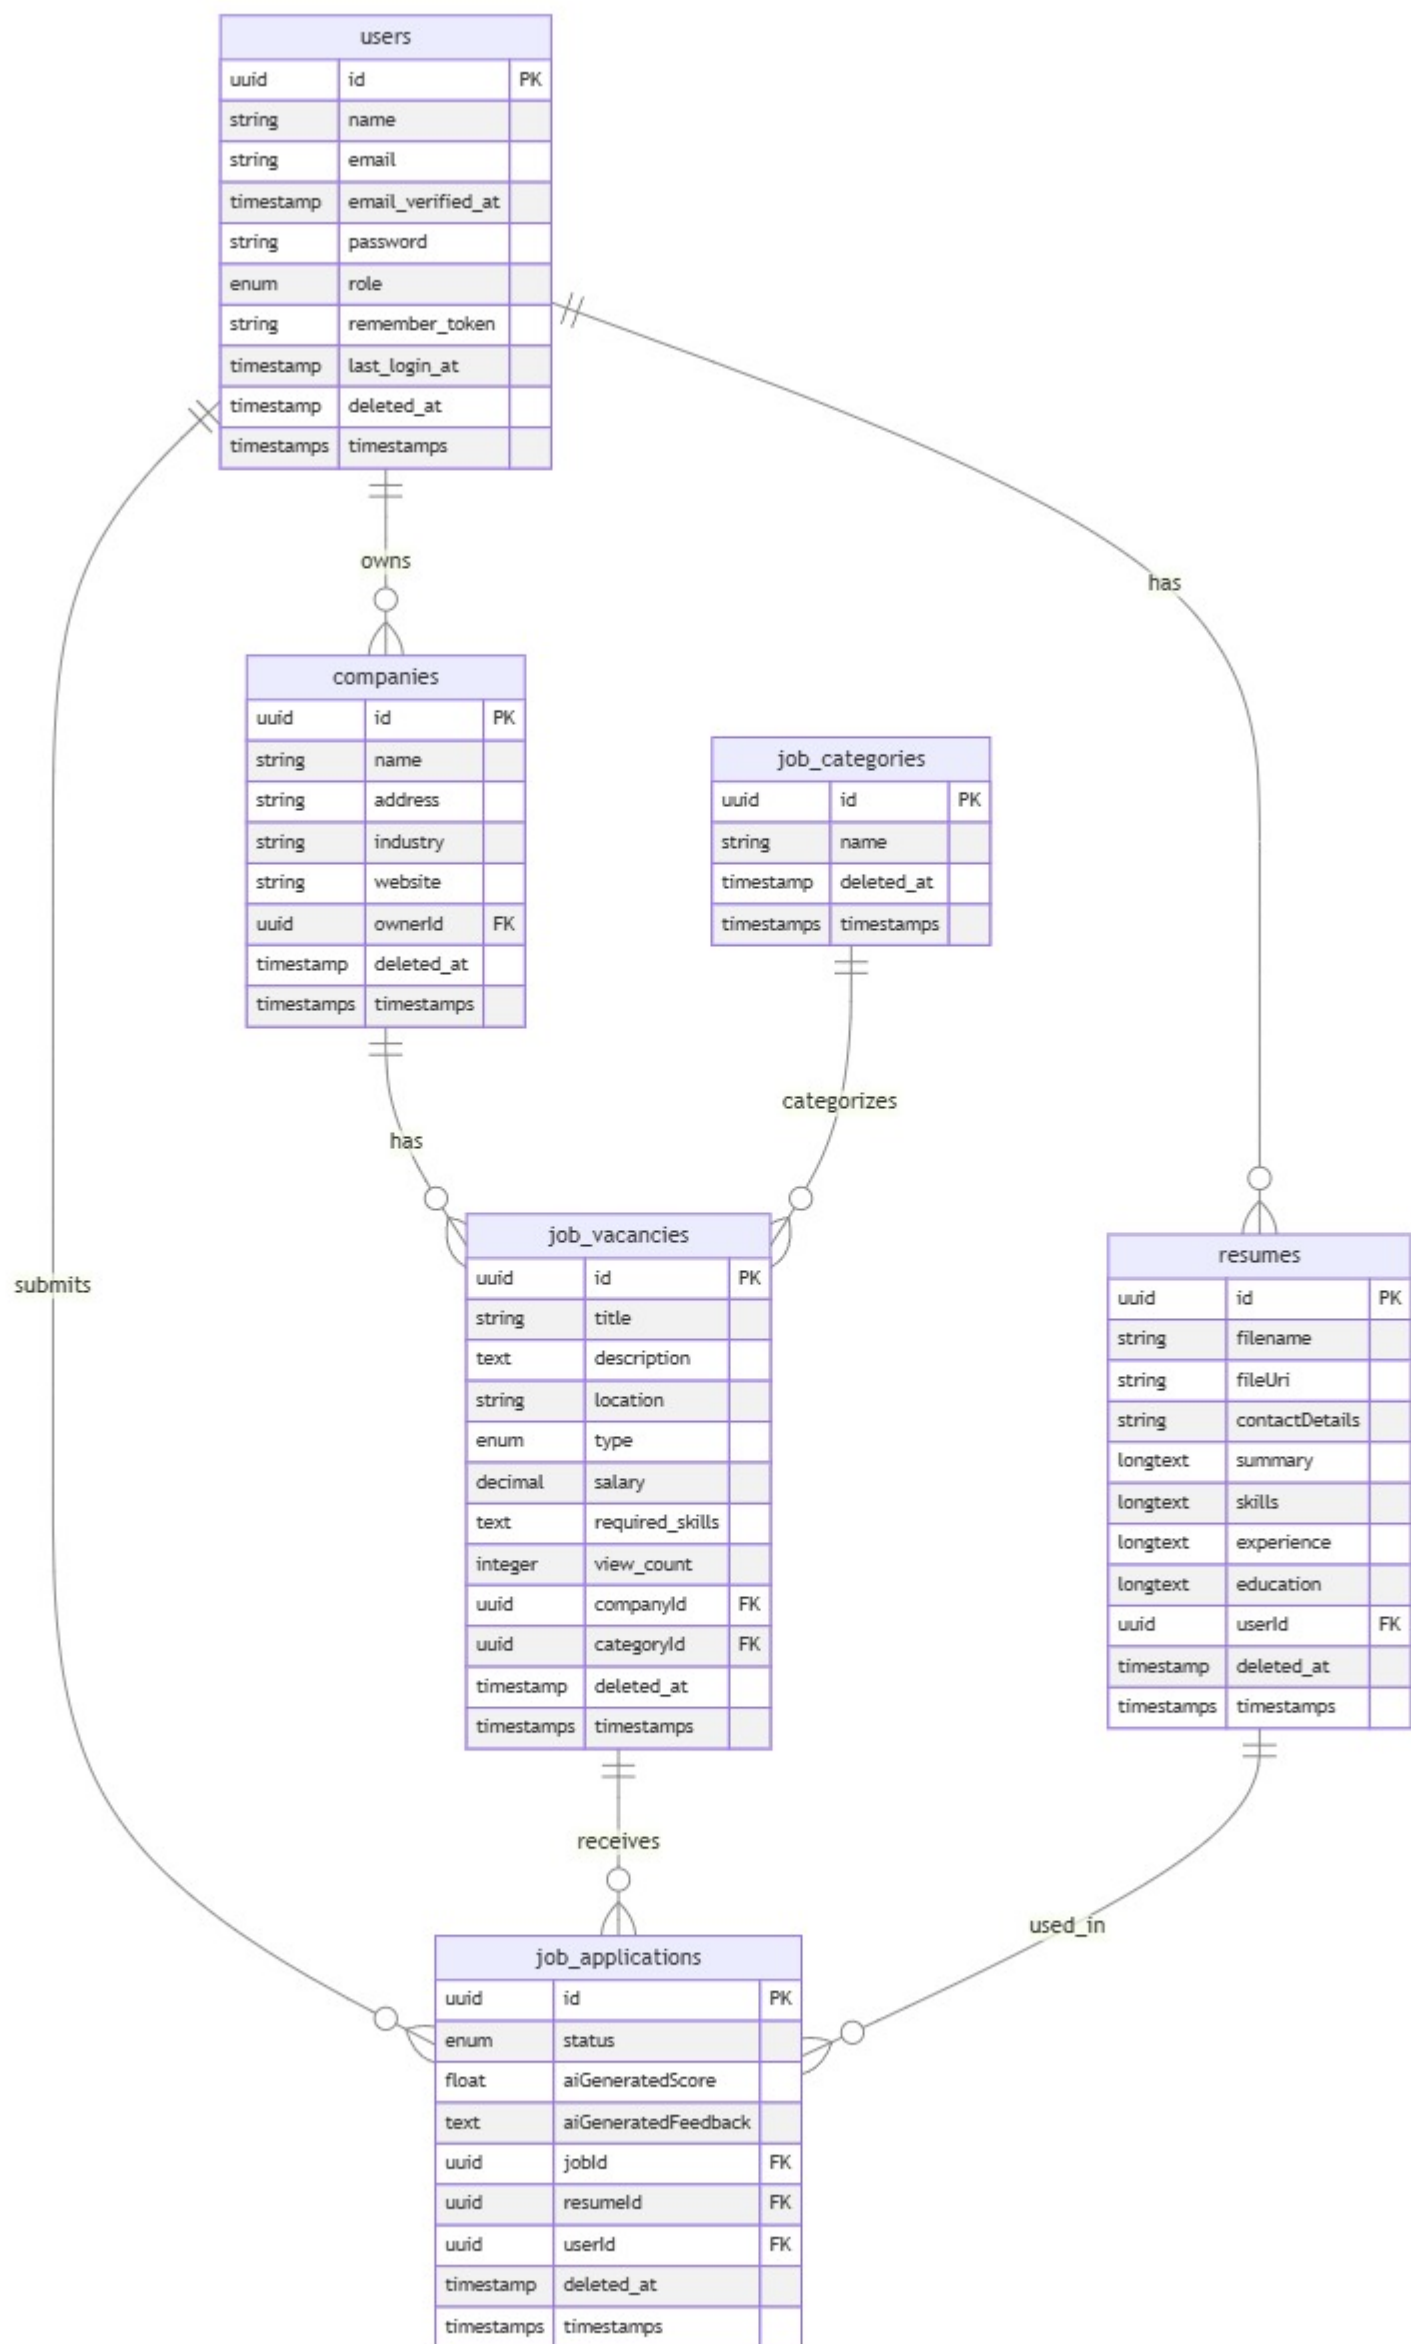 users
uuid id PK
string name
string email
timestamp email_verified_at
string password
enum role
string remember_token
timestamp last_login_at
timestamp deleted_at
timestamps timestamps
owns
has
companies
uuid id PK
string name
string address
string industry
string website
uuid ownerId FK
timestamp deleted_at
timestamps timestamps
job_categories
uuid id PK
string name
timestamp deleted_at
timestamps timestamps
categorizes
has
submits
job_vacancies
uuid id PK
string title
text description
string location
enum type
decimal salary
text required_skills
integer view_count
uuid companyId FK
uuid categoryId FK
timestamp deleted_at
timestamps timestamps
resumes
uuid id PK
string filename
string fileUri
string contactDetails
longtext summary
longtext skills
longtext experience
longtext education
uuid userId FK
timestamp deleted_at
timestamps timestamps
receives
used_in
job_applications
uuid id PK
enum status
float aiGeneratedScore
text aiGeneratedFeedback
uuid jobId FK
uuid resumeId FK
uuid userId FK
timestamp deleted_at
timestamps timestamps